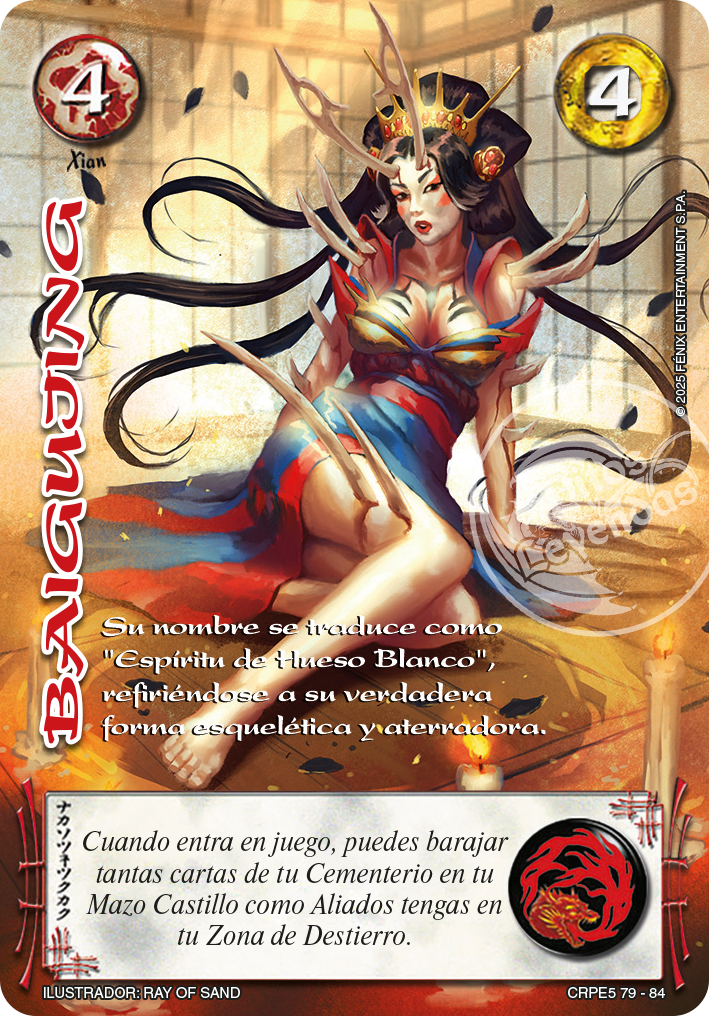 4
Xian
4
BAIGUJING
© 2025 FÉNIX ENTERTAINMENT S.P.A.
Mitos
Leyendas
Su nombre se traduce como
"Espíritu de Hueso Blanco",
refiriéndose a su verdadera
forma esquelética y aterradora.
ナカソツネツクカク
Cuando entra en juego, puedes barajar
tantas cartas de tu Cementerio en tu
Mazo Castillo como Aliados tengas en
tu Zona de Destierro.
ILUSTRADOR: RAY OF SAND
CRPE5 79 - 84